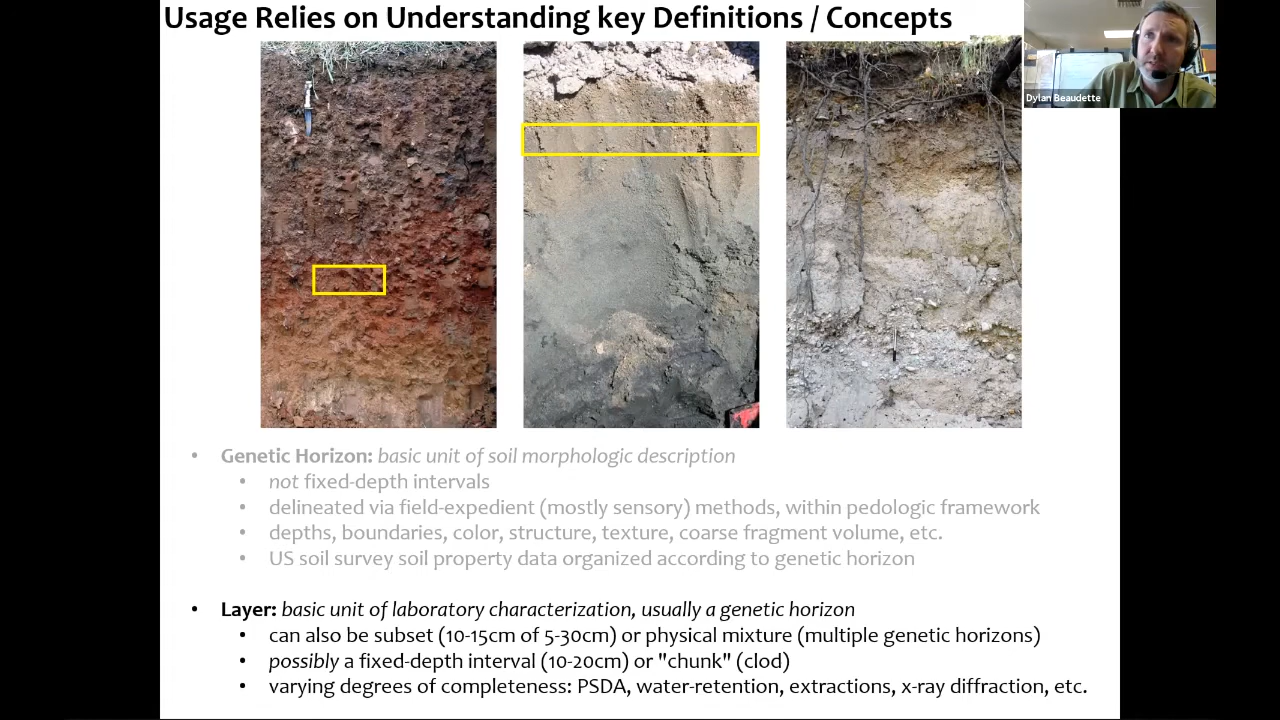 Usage Relies on Understanding key Definitions / Concepts
Dylan Beaudette
• Genetic Horizon: basic unit of soil morphologic description
• not fixed-depth intervals
• delineated via field-expedient (mostly sensory) methods, within pedologic framework
• depths, boundaries, color, structure, texture, coarse fragment volume, etc.
• US soil survey soil property data organized according to genetic horizon
• Layer: basic unit of laboratory characterization, usually a genetic horizon
• can also be subset (10-15cm of 5-30cm) or physical mixture (multiple genetic horizons)
• possibly a fixed-depth interval (10-20cm) or "chunk" (clod)
• varying degrees of completeness: PSDA, water-retention, extractions, x-ray diffraction, etc.